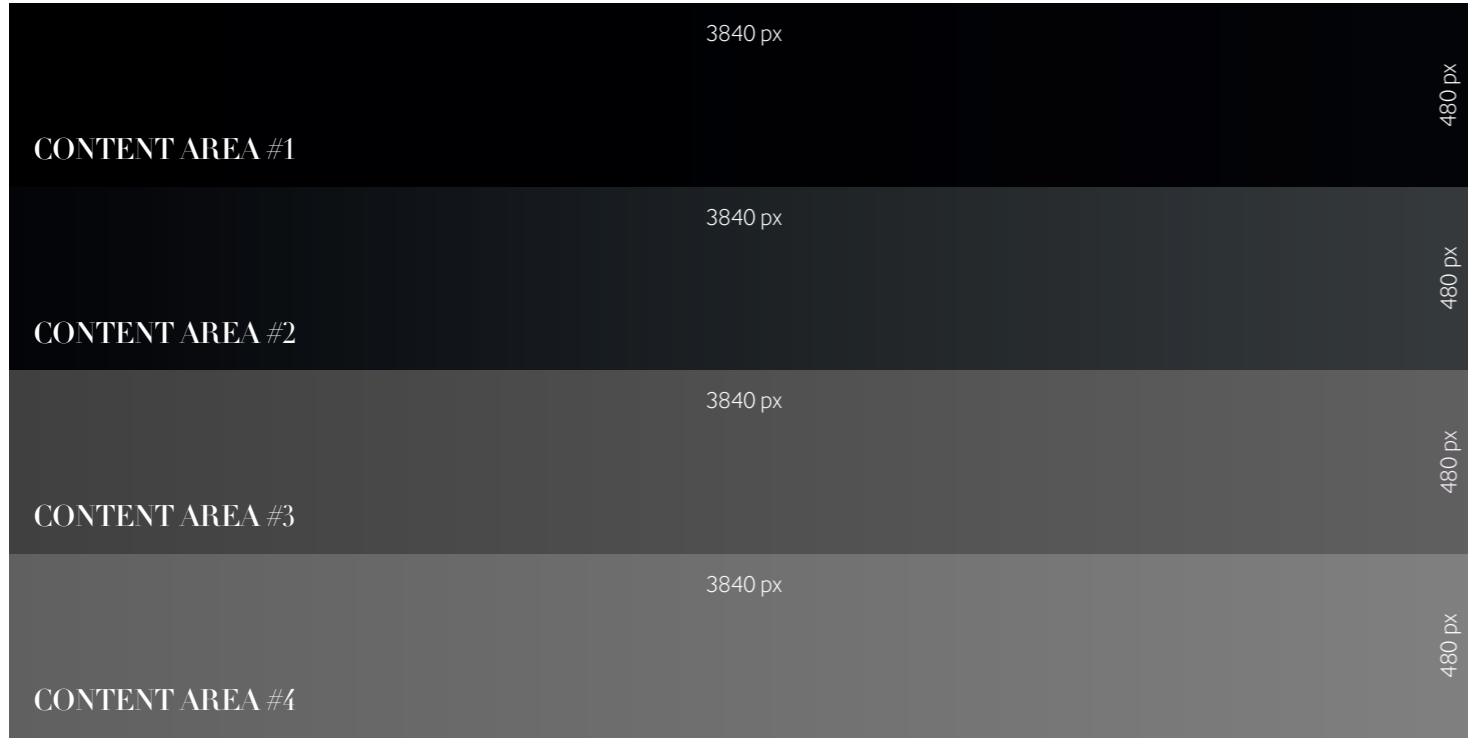 3840 px
480 px
CONTENT AREA #1
3840 px
480 px
CONTENT AREA #2
3840 px
480 px
CONTENT AREA #3
3840 px
480 px
CONTENT AREA #4